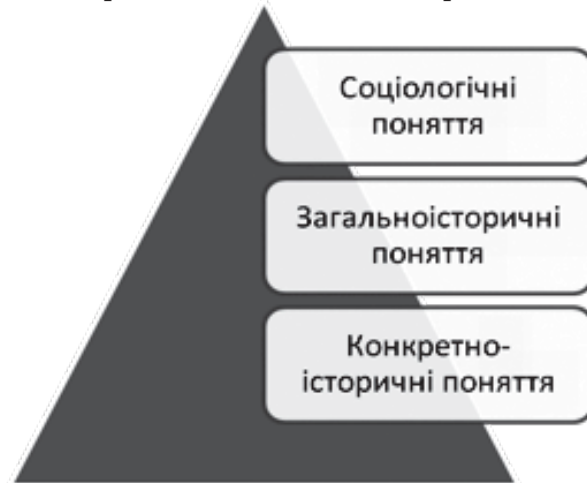 Соціологічні
поняття
Загальноісторичні
поняття
Конкретно-
історичні поняття